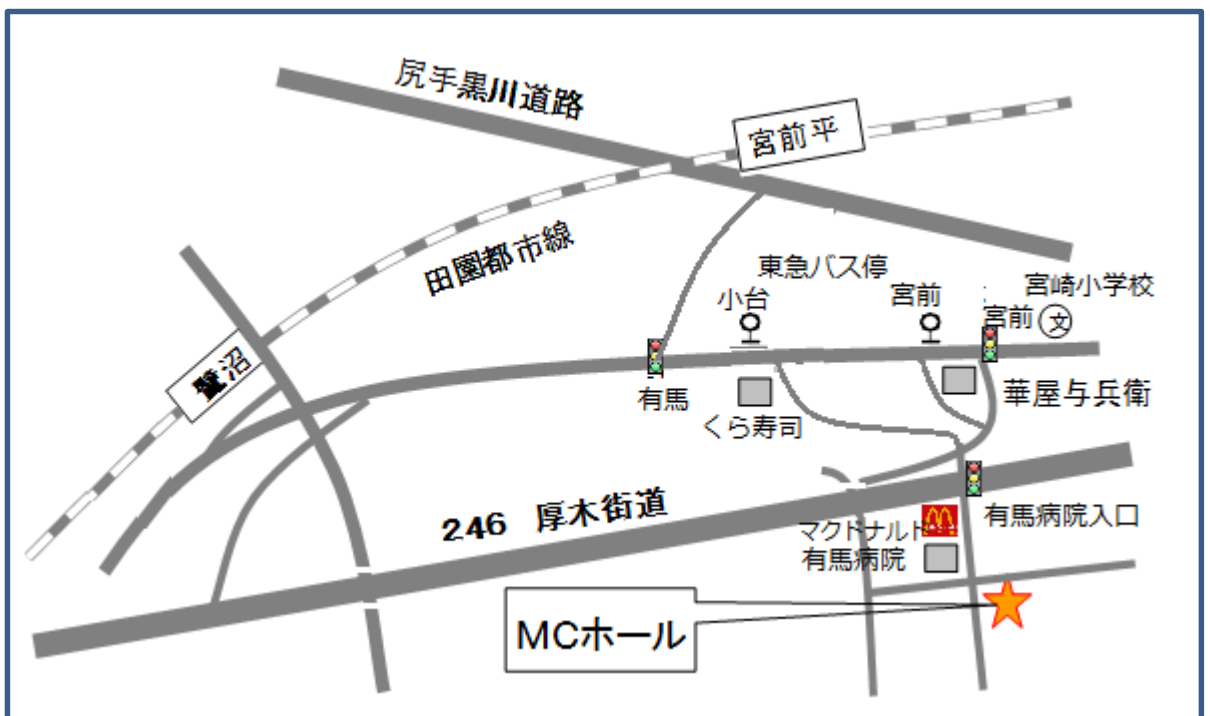 尻手黒川道路
宮前平
田園都市線
東急バス停
小台
宮前
宮崎小学校
宮前
文
鷺沼
有馬
くら寿司
華屋与兵衛
246 厚木街道
有馬病院入口
マクドナルド
有馬病院
MCホール